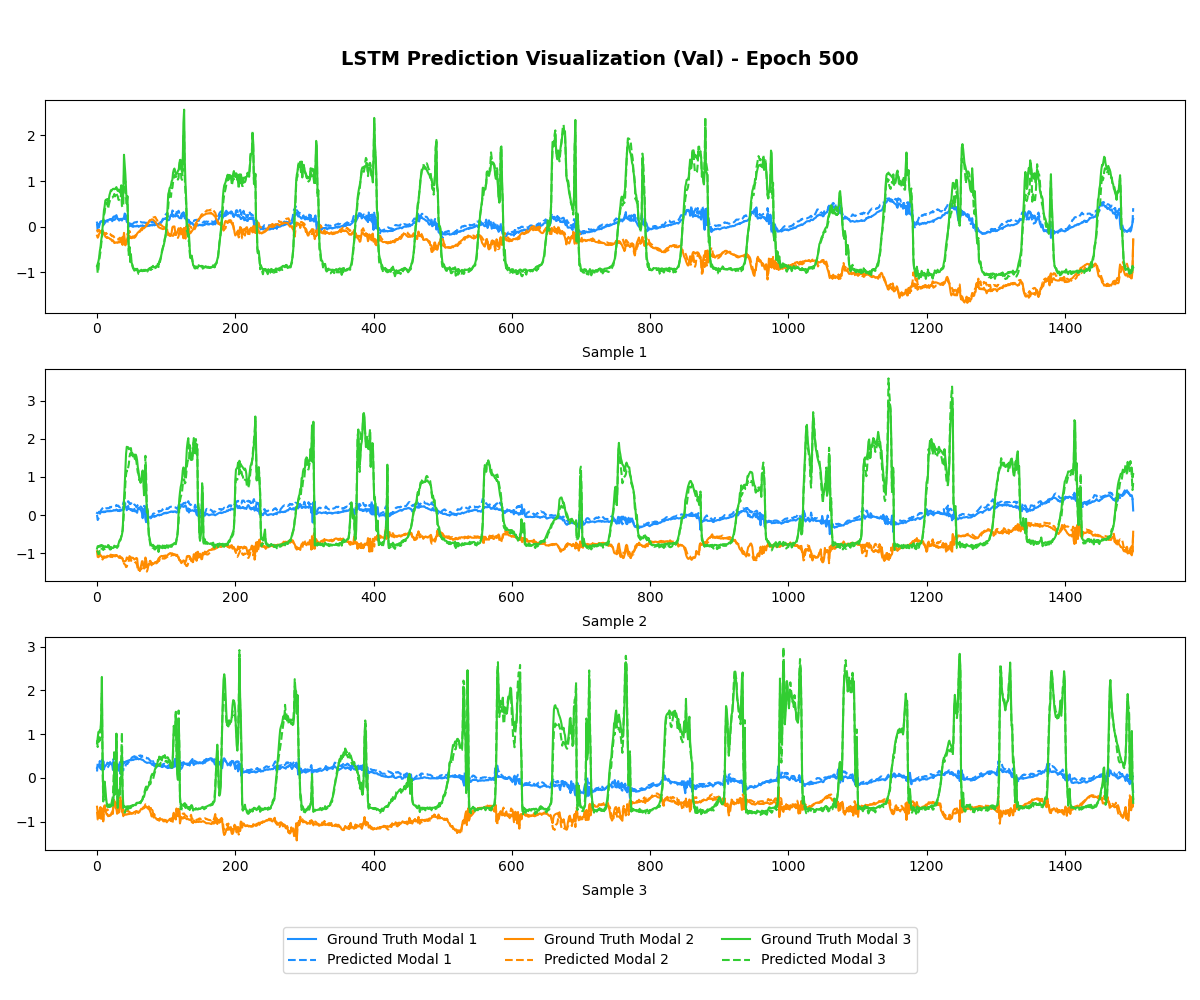 LSTM Prediction Visualization (Val) - Epoch 500
2
1
0
−1
0 200 400 600 800 1000 1200 1400
Sample 1
3
2
1
0
−1
0 200 400 600 800 1000 1200 1400
Sample 2
3
2
1
0
−1
0 200 400 600 800 1000 1200 1400
Sample 3
Ground Truth Modal 1 Ground Truth Modal 2 Ground Truth Modal 3
Predicted Modal 1 Predicted Modal 2 Predicted Modal 3